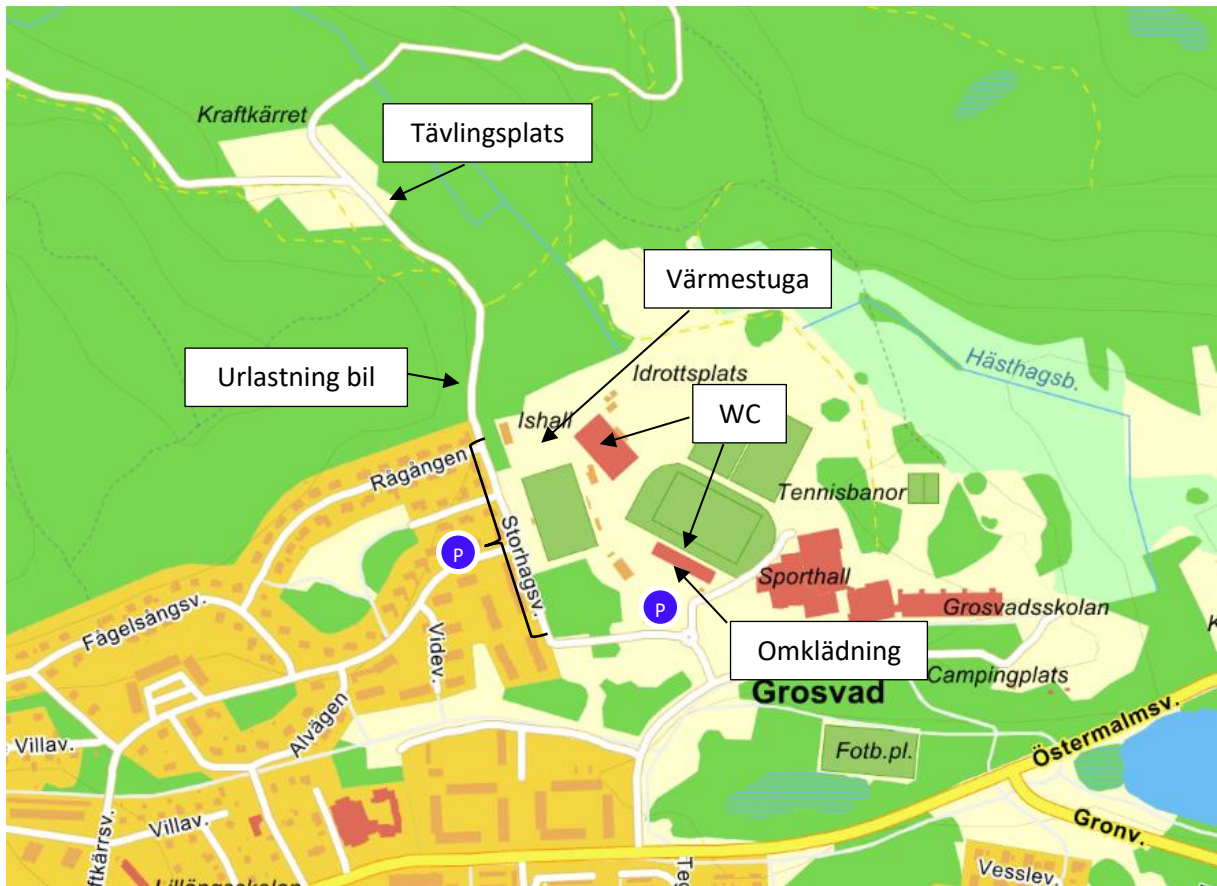 Kraftkärret
Tävlingsplats
Värmestuga
Hästhagsb.
Urlastning bil
Idrottsplats
Ishall
WC
Rågången
Tennisbanor
Storhagsv.
P
P
Sporthall
Grosvadsskolan
Fågelsångsv.
Videv.
Omklädning
Campingplats
Grosvad
Alvägen
Villav.
Fotb.pl.
Östermalmsv.
Villav.
Gronv.
Vesslev.